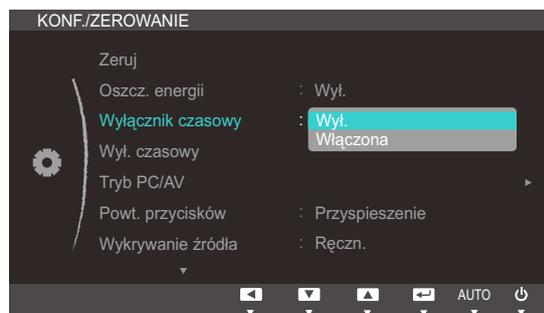 KONF./ZEROWANIE
Zeruj
Oszcz. energii : Wył.
Wyłącznik czasowy : Wył.
Włączona
Wył. czasowy
Tryb PC/AV
Powt. przycisków : Przyspieszenie
Wykrywanie źródła : Ręczn.
AUTO